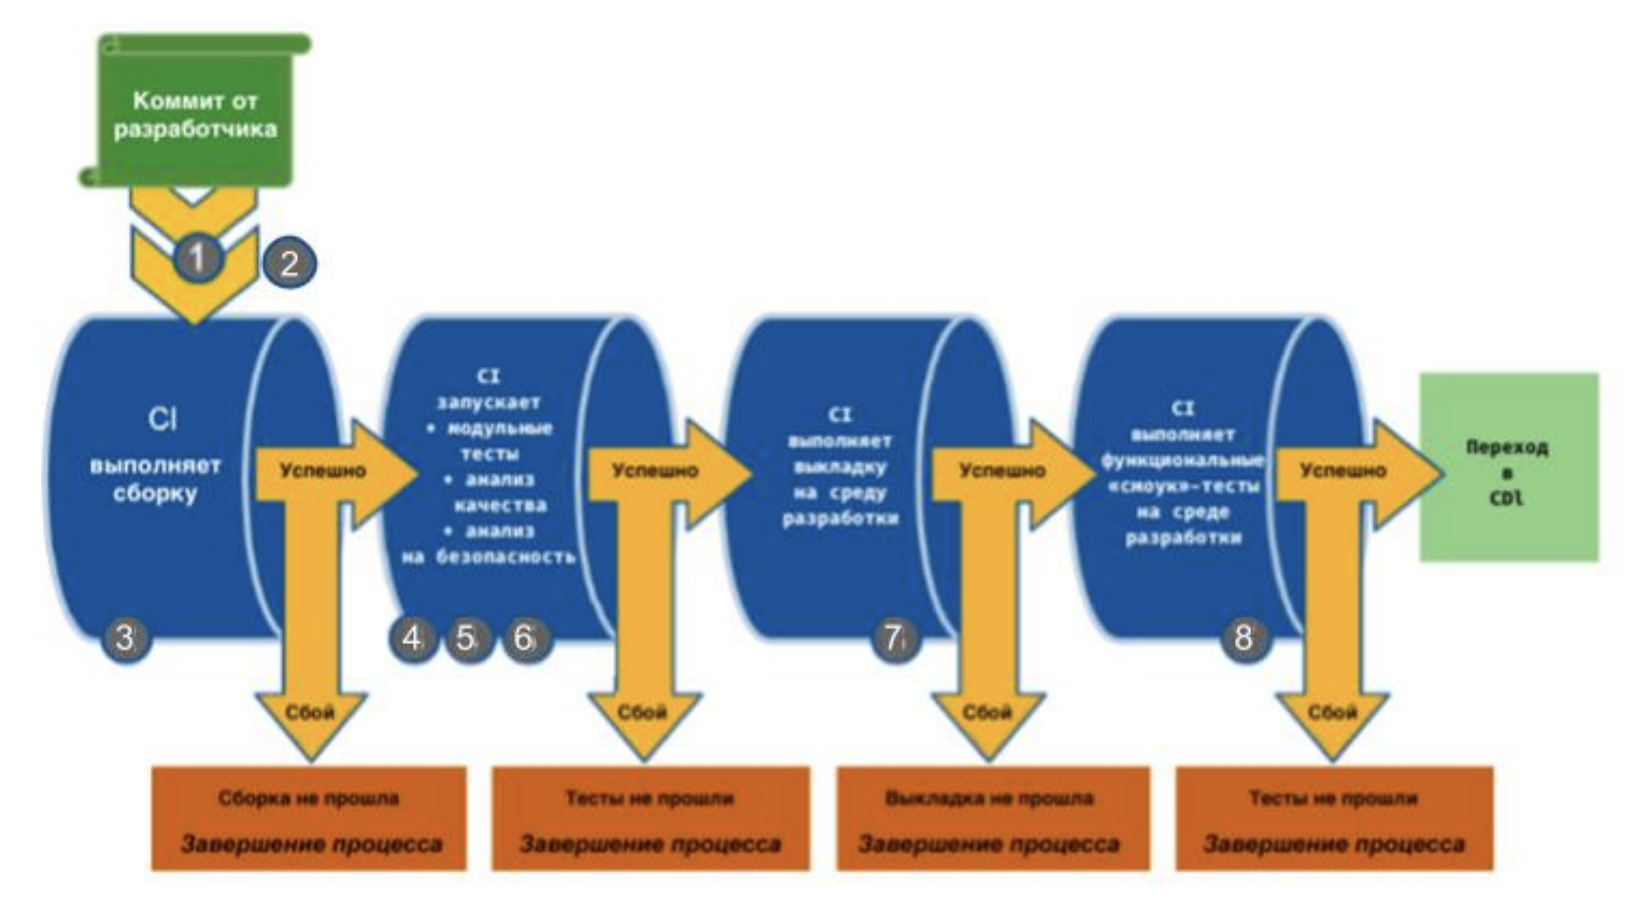 Коммит от
разработчика
1
2
CI
выполняет
сборку
Успешно
3
Сбой
CI
запускает
• модульные
тесты
• анализ
качества
• анализ
на безопасность
Успешно
4
5
6
Сбой
CI
выполняет
выкладку
на среду
разработки
Успешно
7
Сбой
CI
выполняет
функциональные
«смоук»-тесты
на среде
разработки
Успешно
8
Сбой
Переход
в
CDl
Сборка не прошла
Завершение процесса
Тесты не прошли
Завершение процесса
Выкладка не прошла
Завершение процесса
Тесты не прошли
Завершение процесса